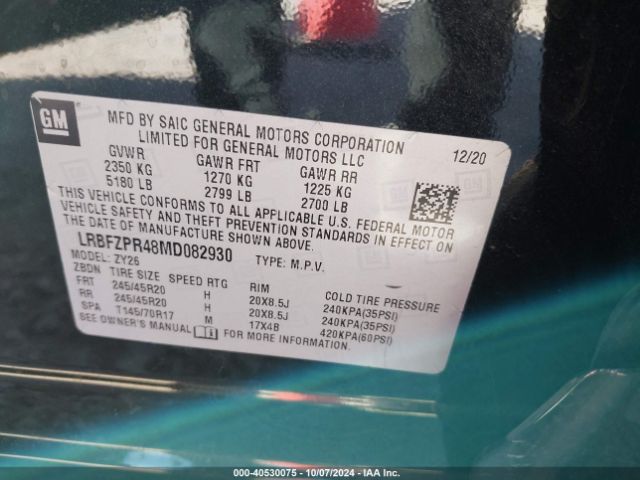 GM
MFD BY SAIC GENERAL MOTORS CORPORATION
LIMITED FOR GENERAL MOTORS LLC
12/20
GVWR GAWR FRT GAWR RR
2350 KG 1270 KG 1225 KG
5180 LB 2799 LB 2700 LB
THIS VEHICLE CONFORMS TO ALL APPLICABLE U.S. FEDERAL MOTOR
VEHICLE SAFETY AND THEFT PREVENTION STANDARDS IN EFFECT ON
THE DATE OF MANUFACTURE SHOWN ABOVE.
LRBFZPR48MD082930 TYPE: M.P.V.
MODEL: ZY26
ZBDN TIRE SIZE SPEED RTG RIM COLD TIRE PRESSURE
FRT 245/45R20 H 20X8.5J 240KPA(35PSI)
RR 245/45R20 H 20X8.5J 240KPA(35PSI)
SPA T145/70R17 M 17X4B 420KPA(60PSI)
SEE OWNER'S MANUAL
000-40530075 - 10/07/2024 - IAA Inc.